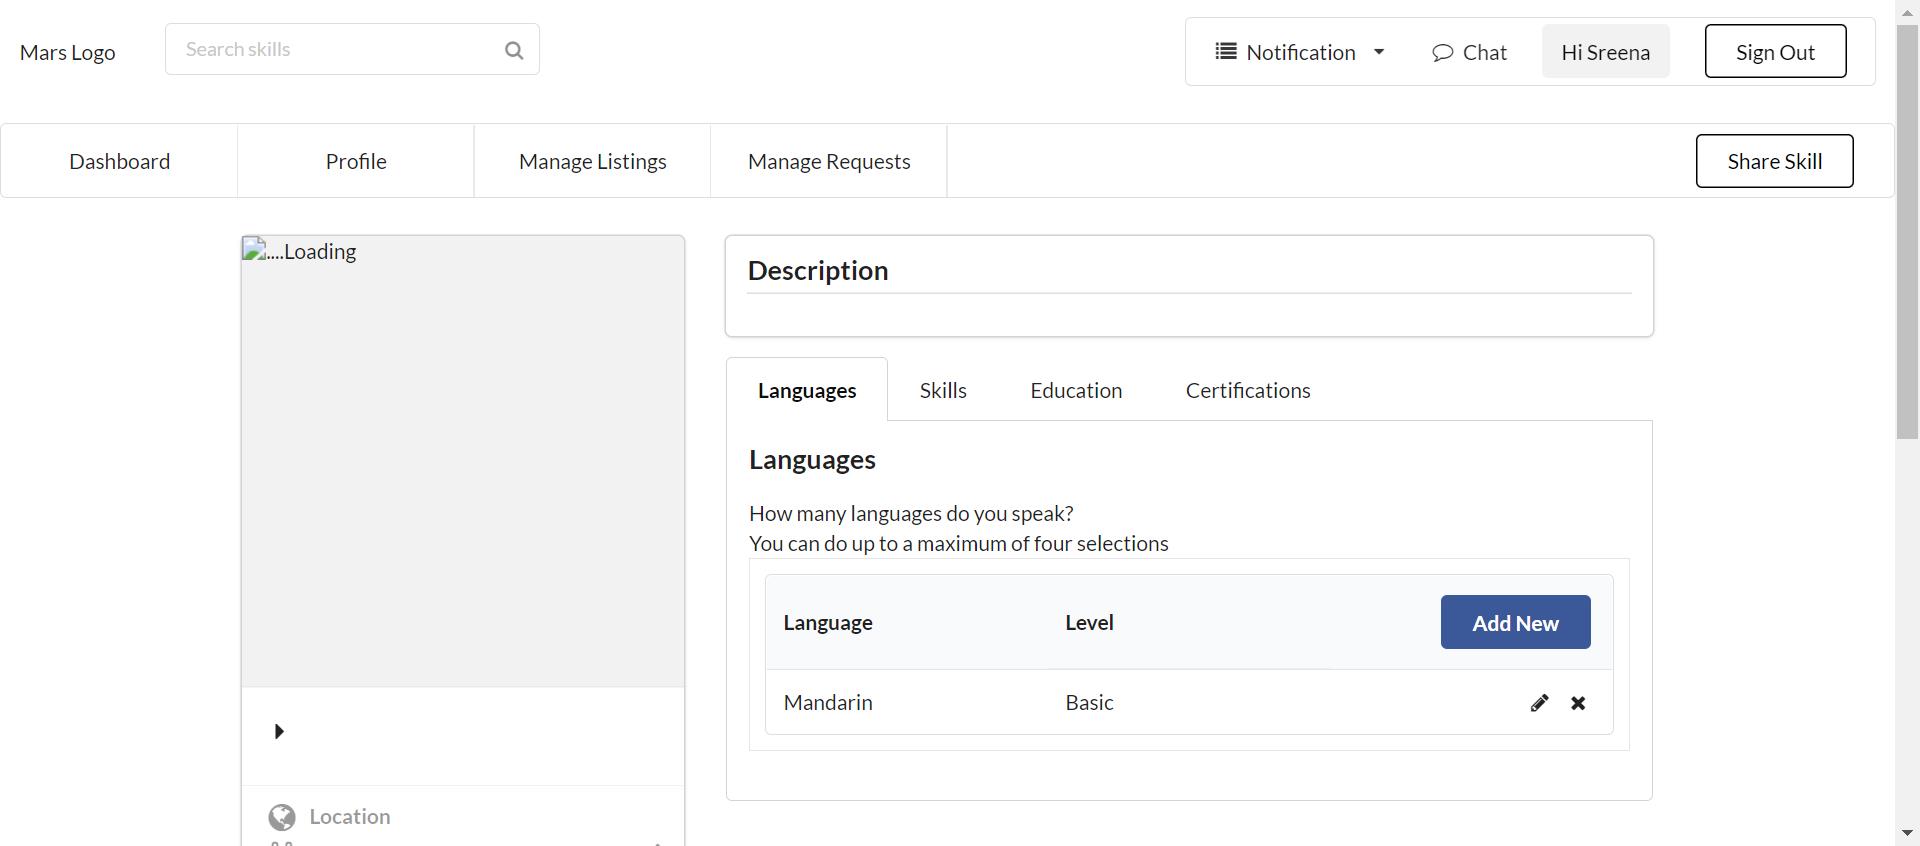 Mars Logo
Search skills
Notification
Chat
Hi Sreena
Sign Out
Dashboard
Profile
Manage Listings
Manage Requests
Share Skill
....Loading
Description
Languages
Skills
Education
Certifications
Languages
How many languages do you speak?
You can do up to a maximum of four selections
Language
Level
Add New
Mandarin
Basic
Location